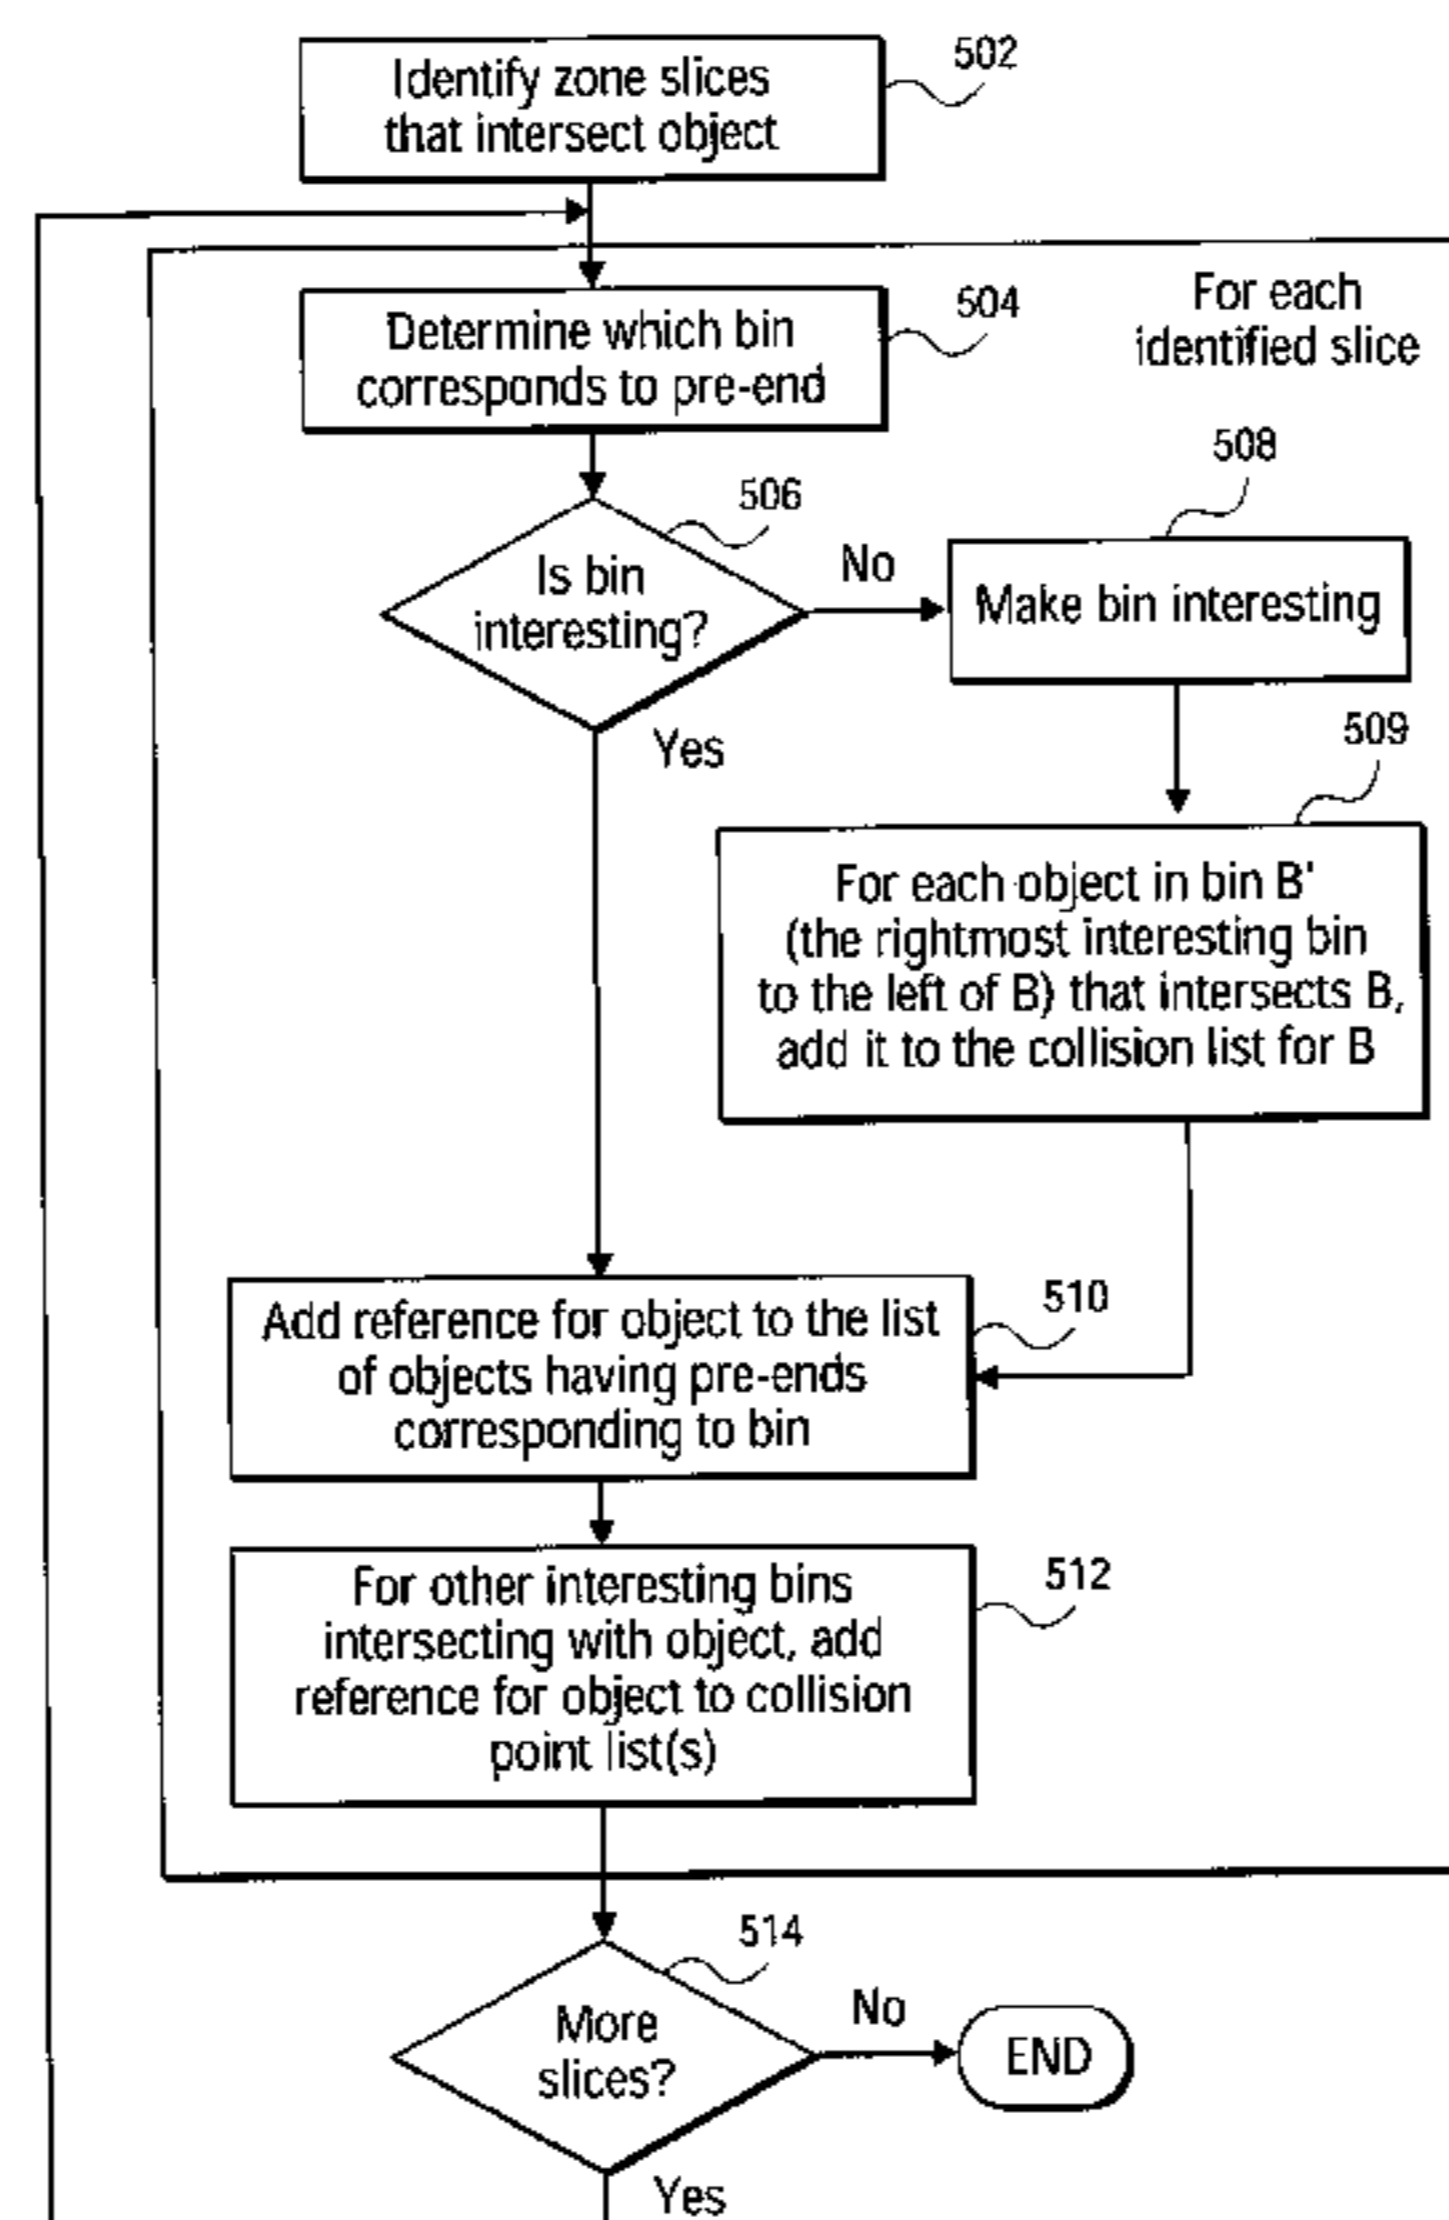 502
Identify zone slices
that intersect object
504
For each
identified slice
Determine which bin
corresponds to pre-end
508
506
Is bin
interesting?
No
Make bin interesting
Yes
509
For each object in bin B'
(the rightmost interesting bin
to the left of B) that intersects B,
add it to the collision list for B
510
Add reference for object to the list
of objects having pre-ends
corresponding to bin
512
For other interesting bins
intersecting with object, add
reference for object to collision
point list(s)
514
More
slices?
No
END
Yes